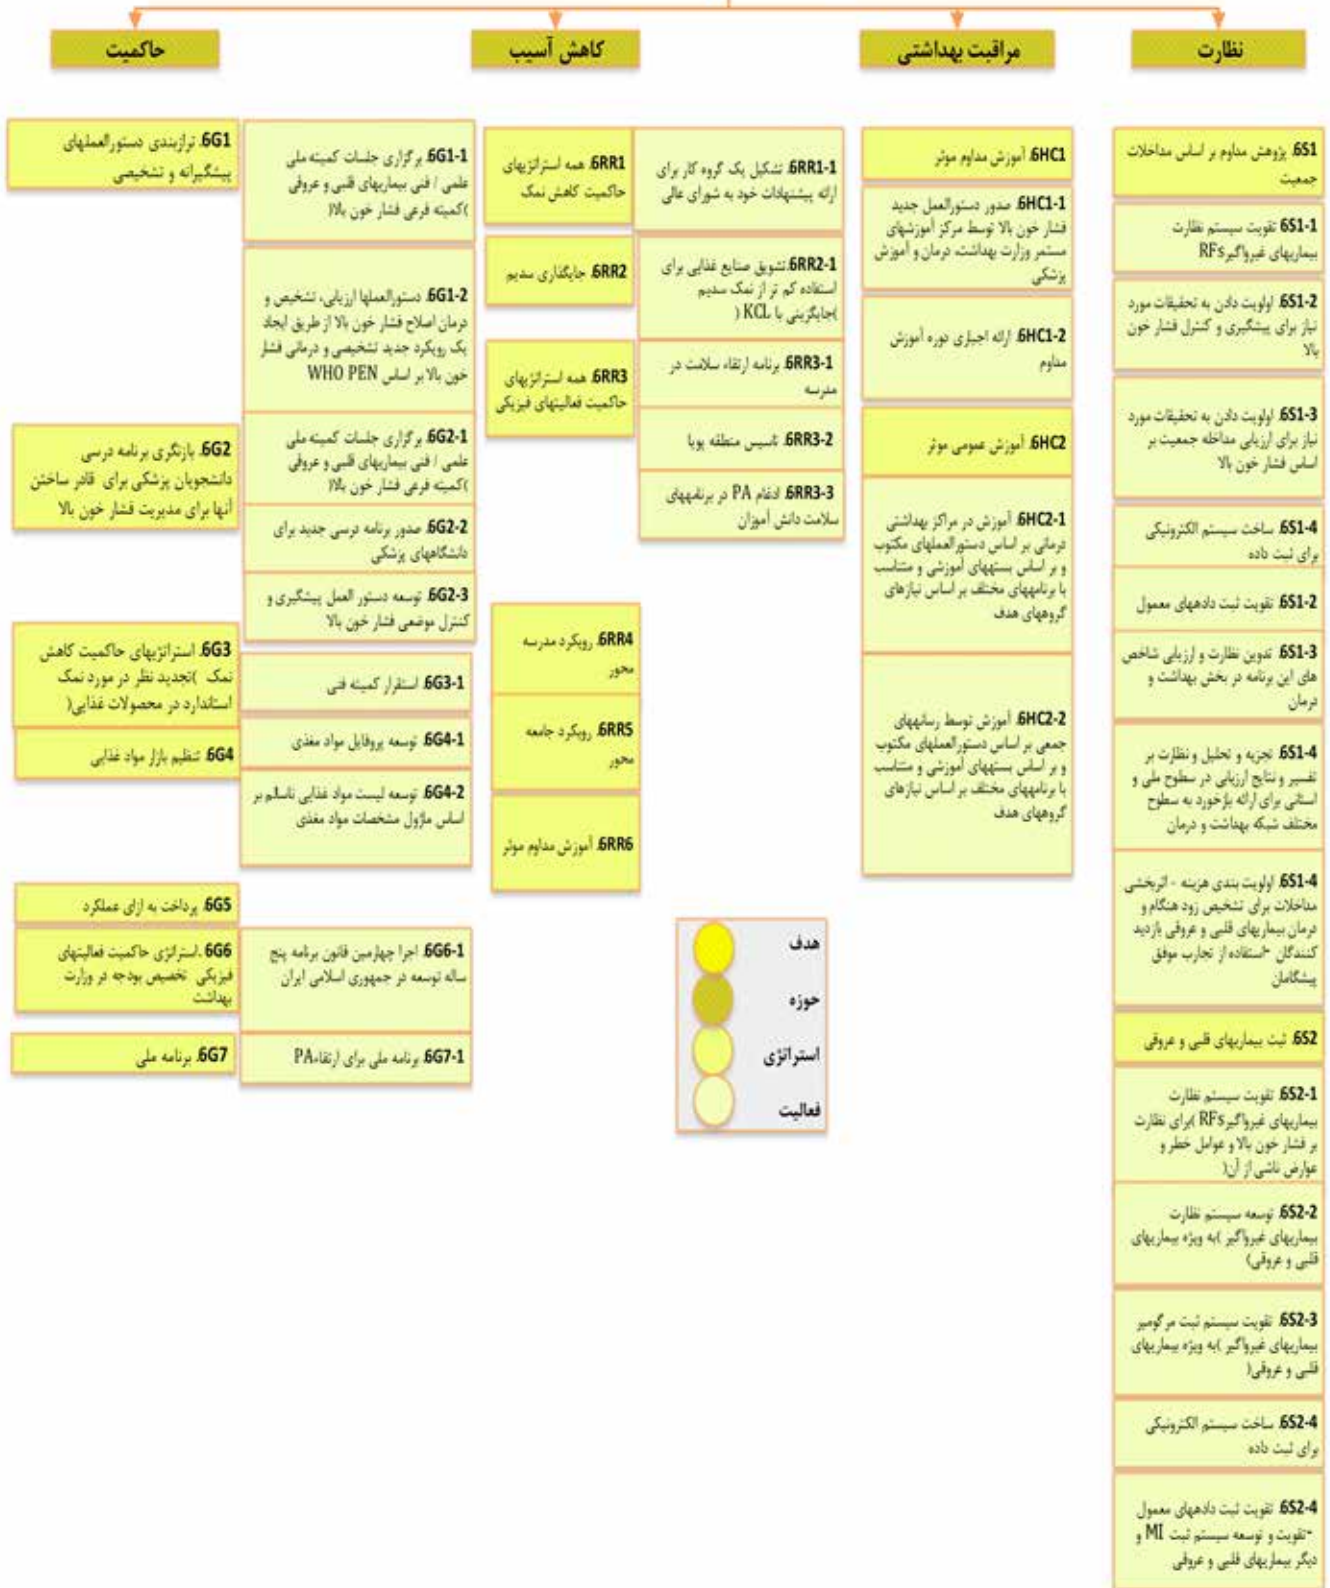 نظارت
مراقبت بهداشتی
کاهش آسیب
حاکمیت
6S1. پژوهش مداوم بر اساس مداخلات
جمعیت
6S1-1 تقویت سیستم نظارت
بیماریهای غیرواگیرRFs
6S1-2. اولویت دادن به تحقیقات مورد
نیاز برای پیشگیری و کنترل فشار خون
بالا
6S1-3. اولویت دادن به تحقیقات مورد
نیاز برای ارزیابی مداخله جمعیت بر
اساس فشار خون بالا
6S1-4. ساخت سیستم الکترونیکی
برای ثبت داده
6S1-2. تقویت ثبت دادههای معمول
6S1-3. تدوین نظارت و ارزیابی شاخص
های این برنامه در بخش بهداشت و
درمان
6S1-4. تجزیه و تحلیل و نظارت بر
تفسیر و نتایج ارزیابی در سطوح ملی و
استانی برای ارائه بازخورد به سطوح
مختلف شبکه بهداشت و درمان
6S1-4. اولویت بندی هزینه - اثربخشی
مداخلات برای تشخیص زود هنگام و
درمان بیماریهای قلبی و عروقی بازدید
کنندگان -استفاده از تجارب موفق
پیشگامان
6S2. ثبت بیماریهای قلبی و عروقی
6S2-1. تقویت سیستم نظارت
بیماریهای غیرواگیرRFs )برای نظارت
بر فشار خون بالا و عوامل خطر و
عوارض ناشی از آن(
6S2-2. توسعه سیستم نظارت
بیماریهای غیرواگیر )به ویژه بیماریهای
قلبی و عروقی)
6S2-3. تقویت سیستم ثبت مرگومیر
بیماریهای غیرواگیر )به ویژه بیماریهای
قلبی و عروقی(
6S2-4. ساخت سیستم الکترونیکی
برای ثبت داده
6S2-4. تقویت ثبت دادههای معمول
-تقویت و توسعه سیستم ثبت MI و
دیگر بیماریهای قلبی و عروقی
6HC1. آموزش مداوم موثر
6HC1-1. صدور دستورالعمل جدید
فشار خون بالا توسط مرکز آموزشهای
مستمر وزارت بهداشت، درمان و آموزش
پزشکی
6HC1-2. ارائه اجباری دوره آموزش
مداوم
6HC2. آموزش عمومی موثر
6HC2-1. آموزش در مراکز بهداشتی
درمانی بر اساس دستورالعملهای مکتوب
و بر اساس بستههای آموزشی و متناسب
با برنامههای مختلف بر اساس نیازهای
گروههای هدف
6HC2-2. آموزش توسط رسانههای
جمعی بر اساس دستورالعملهای مکتوب
و بر اساس بستههای آموزشی و متناسب
با برنامههای مختلف بر اساس نیازهای
گروههای هدف
6RR1-1. تشکیل یک گروه کار برای
ارائه پیشنهادات خود به شورای عالی
6RR2-1.تشویق صنایع غذایی برای
استفاده کم تر از نمک سدیم
)جایگزینی با KCL (
6RR3-1. برنامه ارتقاء سلامت در
مدرسه
6RR3-2. تاسیس منطقه پویا
6RR3-3. ادغام PA در برنامههای
سلامت دانش آموزان
6RR1. همه استراتژیهای
حاکمیت کاهش نمک
6RR2. جایگذاری سدیم
6RR3. همه استراتژیهای
حاکمیت فعالیتهای فیزیکی
6RR4. رویکرد مدرسه
محور
6RR5. رویکرد جامعه
محور
6RR6. آموزش مداوم موثر
6G1-1. برگزاری جلسات کمیته ملی
علمی / فنی بیماریهای قلبی و عروقی
)کمیته فرعی فشار خون بالا(
6G1-2. دستورالعملها ارزیابی، تشخیص و
درمان اصلاح فشار خون بالا از طریق ایجاد
یک رویکرد جدید تشخیصی و درمانی فشار
خون بالا بر اساس WHO PEN
6G2-1. برگزاری جلسات کمیته ملی
علمی / فنی بیماریهای قلبی و عروقی
)کمیته فرعی فشار خون بالا(
6G2-2. صدور برنامه درسی جدید برای
دانشگاههای پزشکی
6G2-3. توسعه دستور العمل پیشگیری و
کنترل موضعی فشار خون بالا
6G3-1. استقرار کمیته فنی
6G4-1. توسعه پروفایل مواد مغذی
6G4-2. توسعه لیست مواد غذایی ناسالم بر
اساس ماژول مشخصات مواد مغذی
6G6-1. اجرا چهارمین قانون برنامه پنج
ساله توسعه در جمهوری اسلامی ایران
6G7-1. برنامه ملی برای ارتقاءPA
6G1. ترازبندی دستورالعملهای
پیشگیرانه و تشخیصی
6G2. بازنگری برنامه درسی
دانشجویان پزشکی برای قادر ساختن
آنها برای مدیریت فشار خون بالا
6G3. استراتژیهای حاکمیت کاهش
نمک )تجدید نظر در مورد نمک
استاندارد در محصولات غذایی(
6G4. تنظیم بازار مواد غذایی
6G5. پرداخت به ازای عملکرد
6G6 .استراتژی حاکمیت فعالیتهای
فیزیکی تخصیص بودجه در وزارت
بهداشت
6G7. برنامه ملی
هدف
حوزه
استراتژی
فعالیت